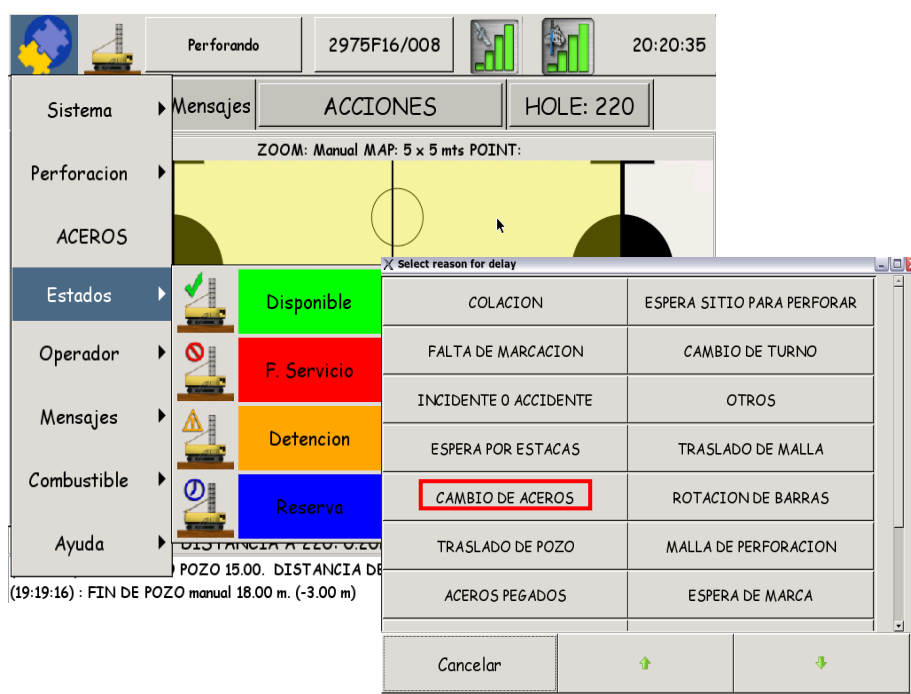 Perforando
2975F16/008
20:20:35
Sistema
Mensajes
ACCIONES
HOLE: 220
ZOOM: Manual MAP: 5 x 5 mts POINT:
Perforacion
ACEROS
Estados
Operador
Mensajes
Combustible
Ayuda
Disponible
F. Servicio
Detencion
Reserva
DISTANCIA A 220: 0.20
POZO 15.00. DISTANCIA DE
(19:19:16) : FIN DE POZO manual 18.00 m. (-3.00 m)
Select reason for delay
COLACION
ESPERA SITIO PARA PERFORAR
FALTA DE MARCACION
CAMBIO DE TURNO
INCIDENTE O ACCIDENTE
OTROS
ESPERA POR ESTACAS
TRASLADO DE MALLA
CAMBIO DE ACEROS
ROTACION DE BARRAS
TRASLADO DE POZO
MALLA DE PERFORACION
ACEROS PEGADOS
ESPERA DE MARCA
Cancelar